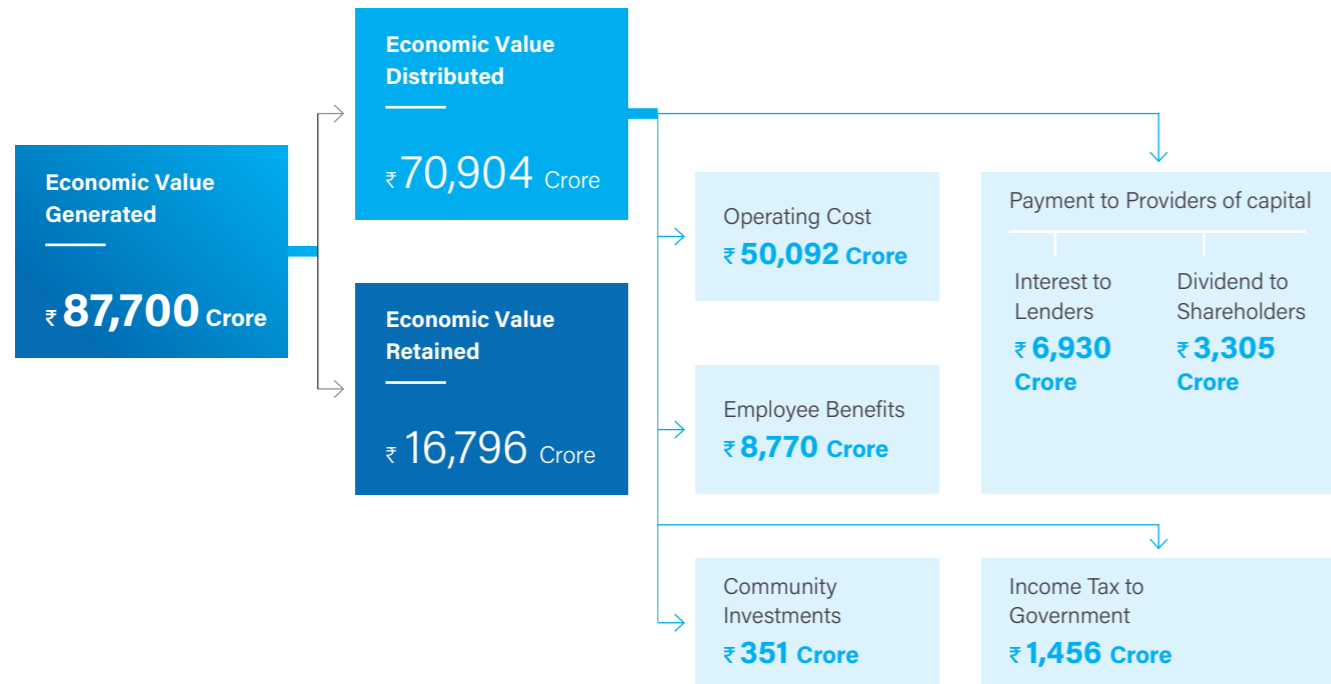 Economic Value
Generated
₹ 87,700 Crore
Economic Value
Distributed
₹ 70,904 Crore
Economic Value
Retained
₹ 16,796 Crore
Operating Cost
₹ 50,092 Crore
Employee Benefits
₹ 8,770 Crore
Community
Investments
₹ 351 Crore
Payment to Providers of capital
Interest to
Lenders
₹ 6,930
Crore
Dividend to
Shareholders
₹ 3,305
Crore
Income Tax to
Government
₹ 1,456 Crore